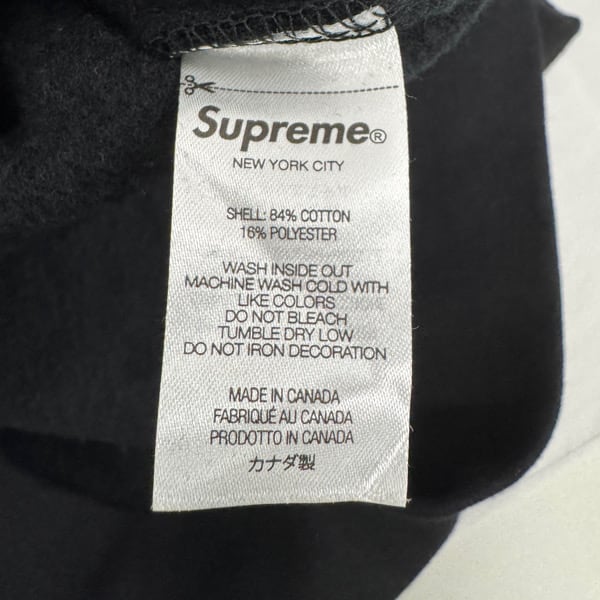 Supreme®
NEW YORK CITY
SHELL: 84% COTTON
16% POLYESTER
WASH INSIDE OUT
MACHINE WASH COLD WITH
LIKE COLORS
DO NOT BLEACH
TUMBLE DRY LOW
DO NOT IRON DECORATION
MADE IN CANADA
FABRIQUÉ AU CANADA
PRODOTTO IN CANADA
カナダ製